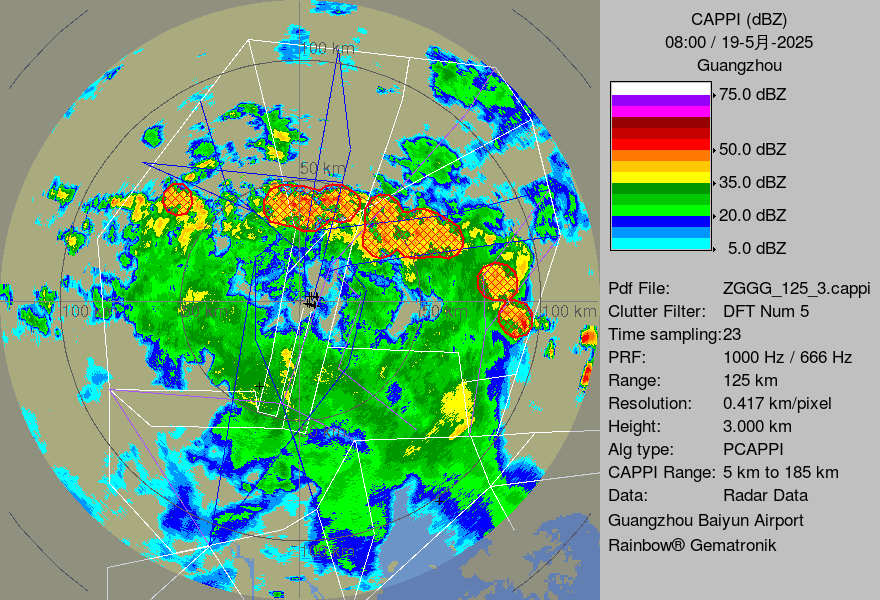 CAPPI (dBZ)
08:00 / 19-5月-2025
Guangzhou
75.0 dBZ
50.0 dBZ
35.0 dBZ
20.0 dBZ
5.0 dBZ
Pdf File: ZGGG_125_3.cappi
Clutter Filter: DFT Num 5
Time sampling:23
PRF: 1000 Hz / 666 Hz
Range: 125 km
Resolution: 0.417 km/pixel
Height: 3.000 km
Alg type: PCAPPI
CAPPI Range: 5 km to 185 km
Data: Radar Data
Guangzhou Baiyun Airport
Rainbow® Gematronik
100 km
50 km
100 km